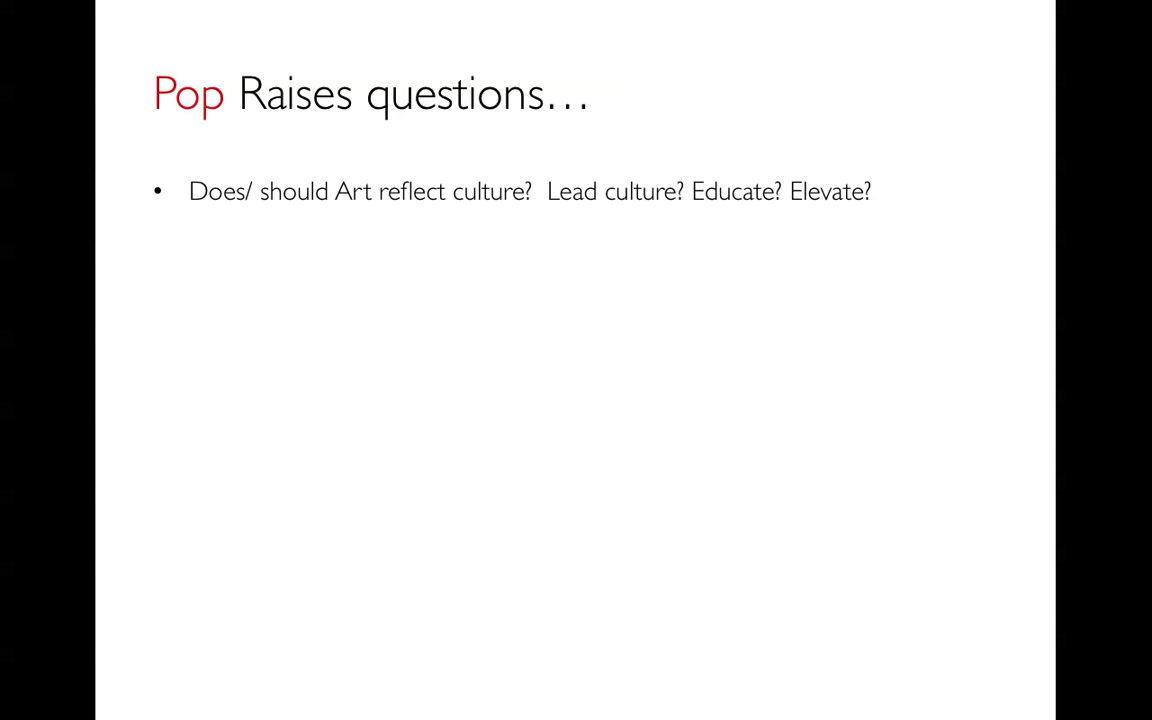 Pop Raises questions…
• Does/ should Art reflect culture?  Lead culture? Educate? Elevate?